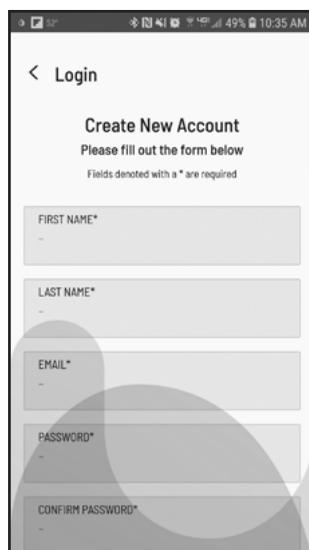 52° 49% 10:35 AM
< Login
Create New Account
Please fill out the form below
Fields denoted with a * are required
FIRST NAME*
–
LAST NAME*
–
EMAIL*
–
PASSWORD*
–
CONFIRM PASSWORD*
–